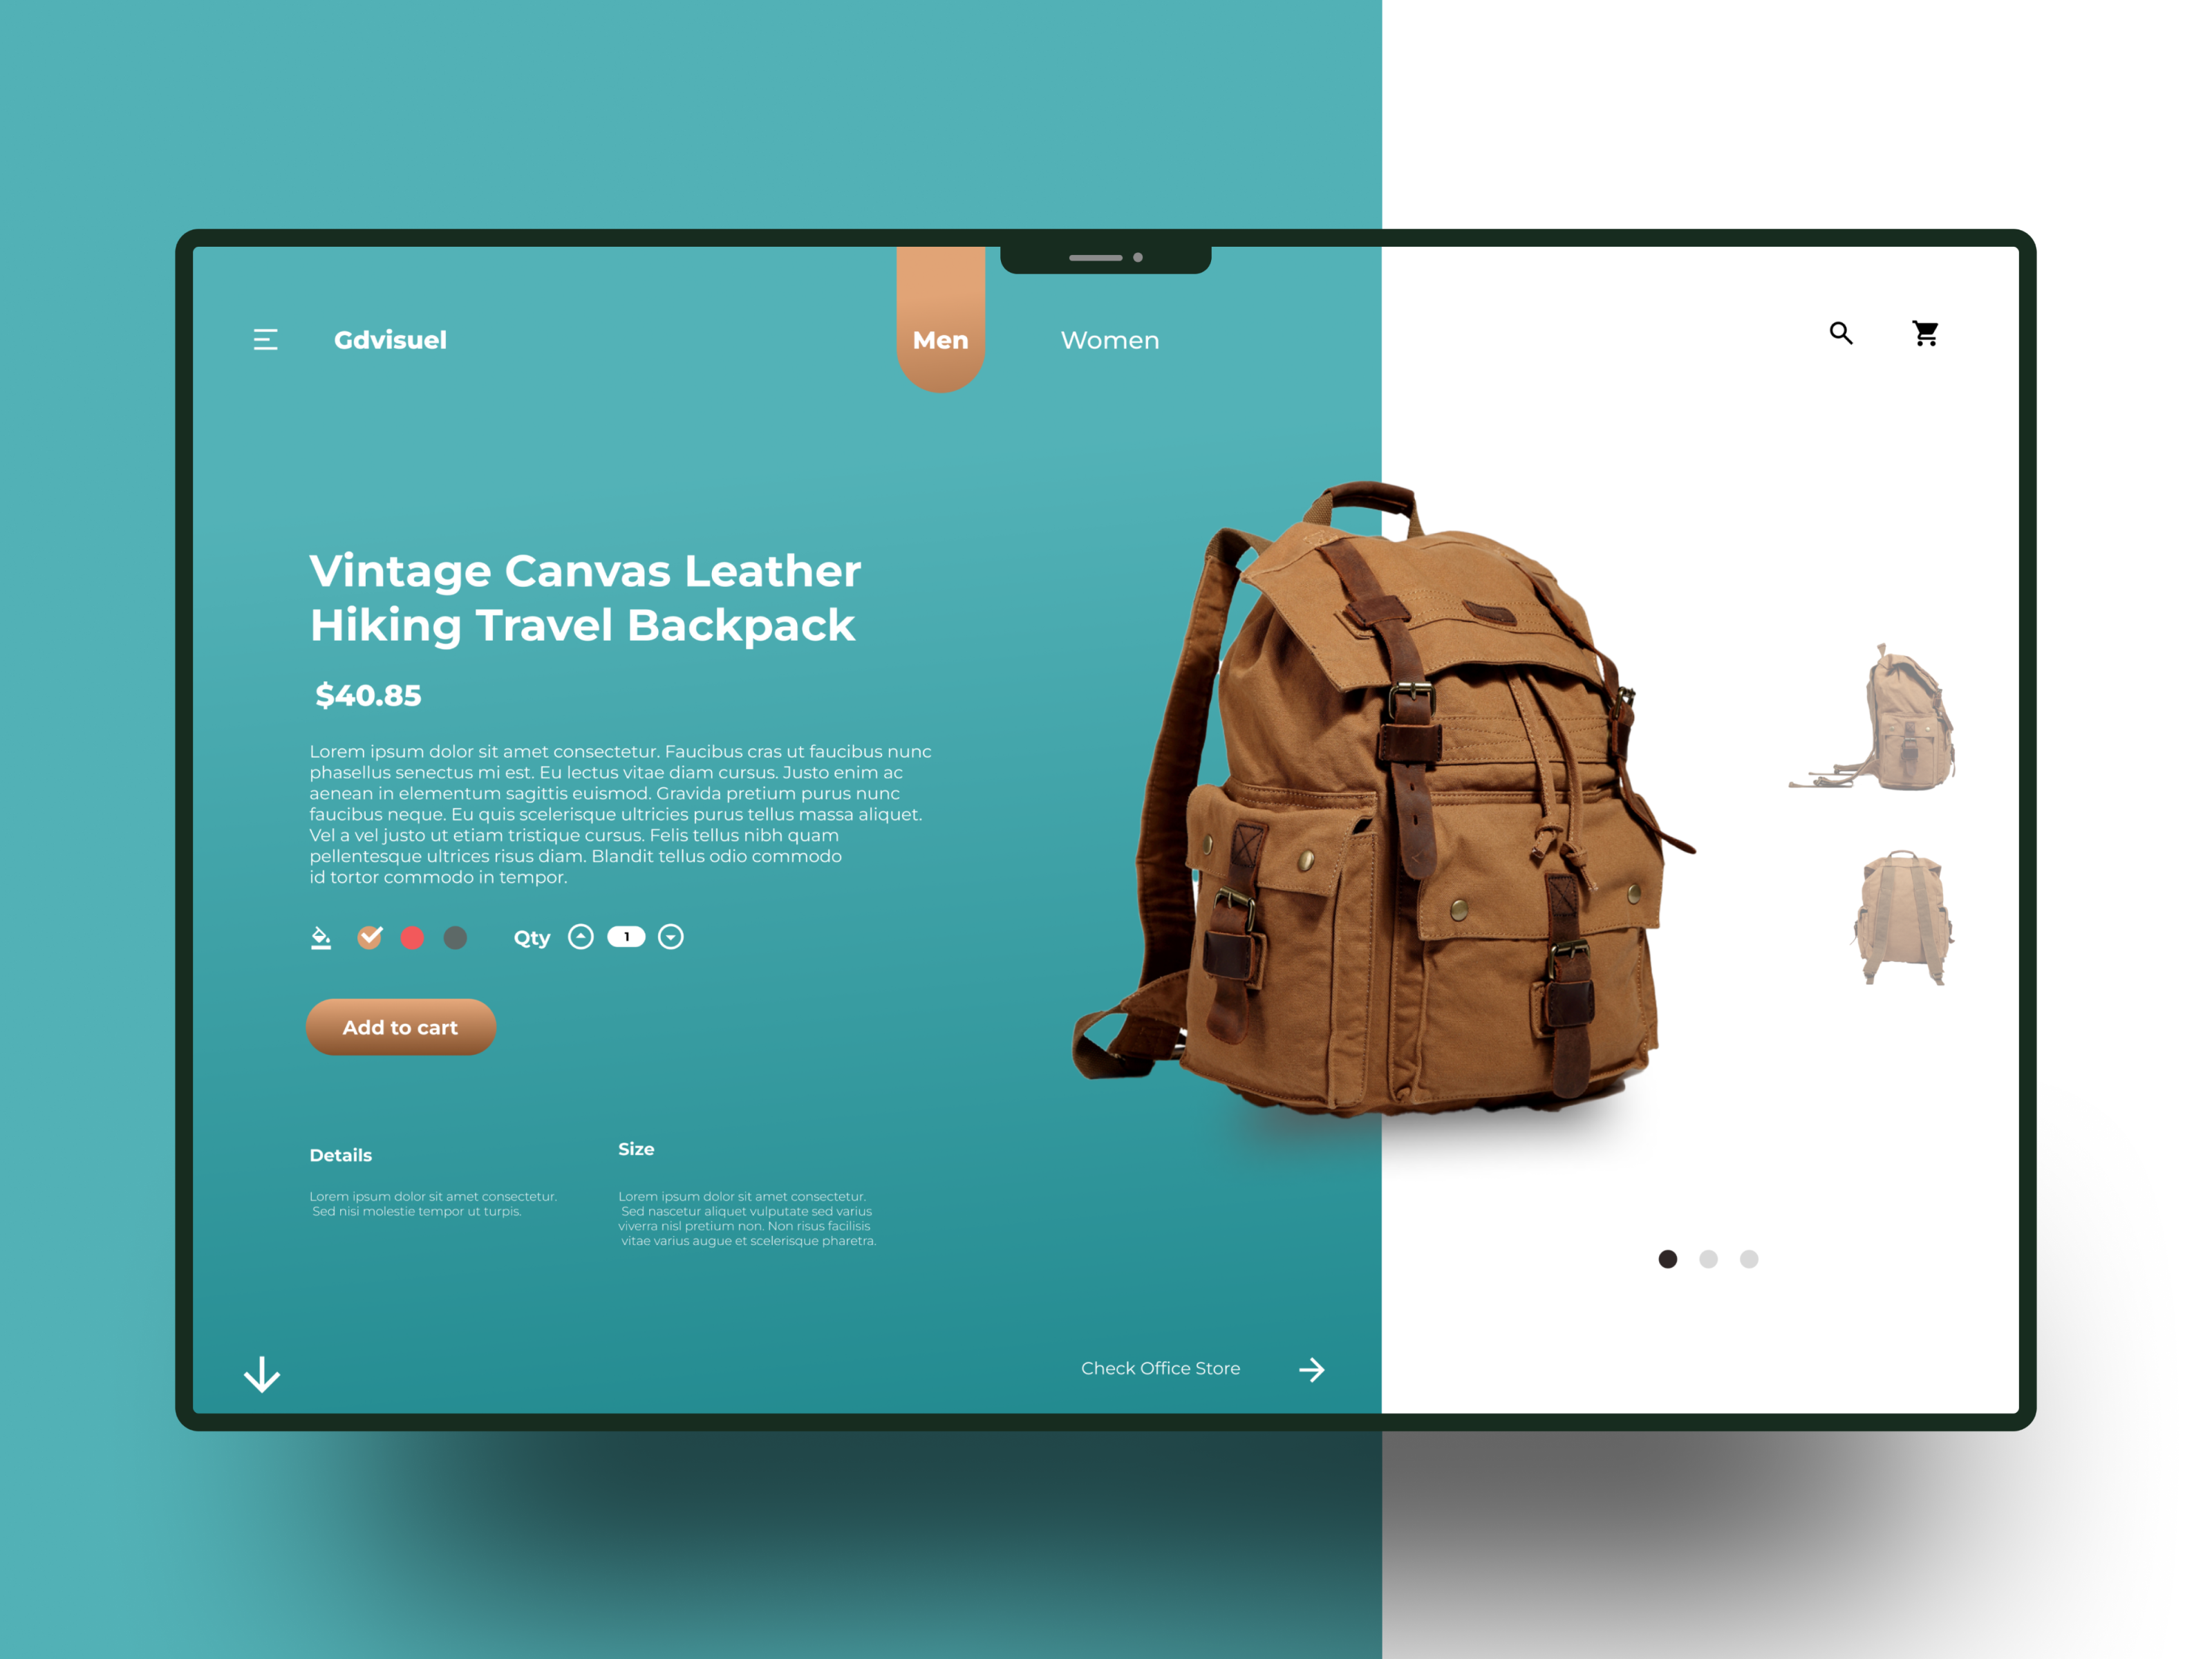 Gdvisuel
Men
Women
Vintage Canvas Leather
Hiking Travel Backpack
$40.85
Lorem ipsum dolor sit amet consectetur. Faucibus cras ut faucibus nunc
phasellus senectus mi est. Eu lectus vitae diam cursus. Justo enim ac
aenean in elementum sagittis euismod. Gravida pretium purus nunc
faucibus neque. Eu quis scelerisque ultricies purus tellus massa aliquet.
Vel a vel justo ut etiam tristique cursus. Felis tellus nibh quam
pellentesque ultrices risus diam. Blandit tellus odio commodo
id tortor commodo in tempor.
Qty
1
Add to cart
Details
Lorem ipsum dolor sit amet consectetur.
Sed nisi molestie tempor ut turpis.
Size
Lorem ipsum dolor sit amet consectetur.
Sed nascetur aliquet vulputate sed varius
viverra nisl pretium non. Non risus facilisis
vitae varius augue et scelerisque pharetra.
Check Office Store